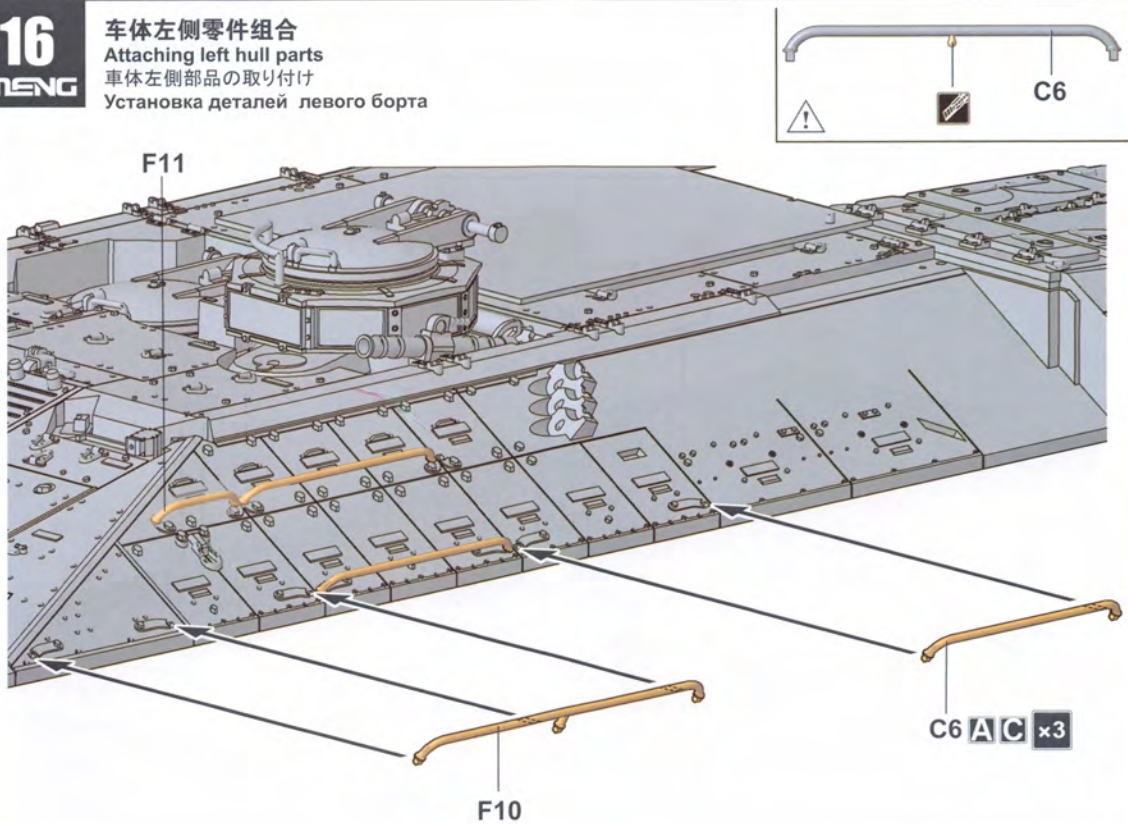 16
MENG
车体左侧零件组合
Attaching left hull parts
車体左側部品の取り付け
Установка деталей левого борта
C6
!
F11
C6 A C ×3
F10